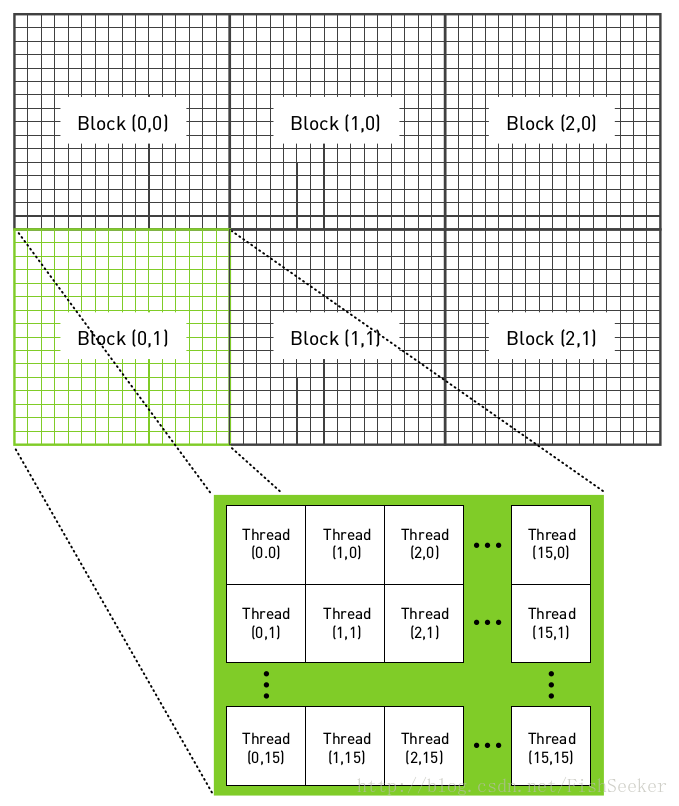 Block (0,0) Block (1,0) Block (2,0)
Block (0,1) Block (1,1) Block (2,1)
Thread Thread Thread Thread
(0.0) (1,0) (2,0) ••• (15,0)
Thread Thread Thread Thread
(0,1) (1,1) (2,1) ••• (15,1)
Thread Thread Thread Thread
(0,15) (1,15) (2,15) ••• (15,15)
http://blog.csdn.net/FishSeeker